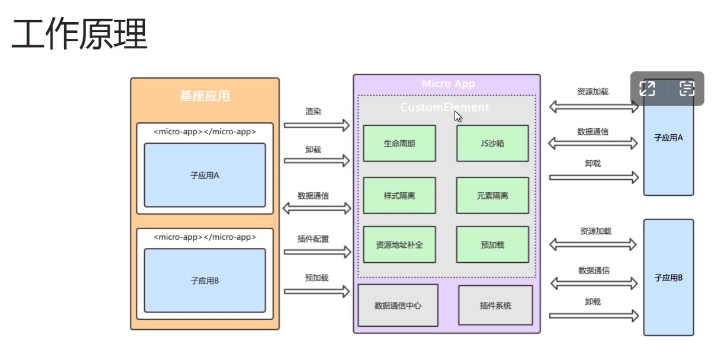 工作原理
基座应用
<micro-app></micro-app>
子应用A
<micro-app></micro-app>
子应用B
渲染
卸载
数据通信
插件配置
预加载
Micro App
CustomElement
生命周期
JS沙箱
样式隔离
元素隔离
资源地址补全
预加载
数据通信中心
插件系统
资源加载
数据通信
卸载
子应用A
资源加载
数据通信
卸载
子应用B